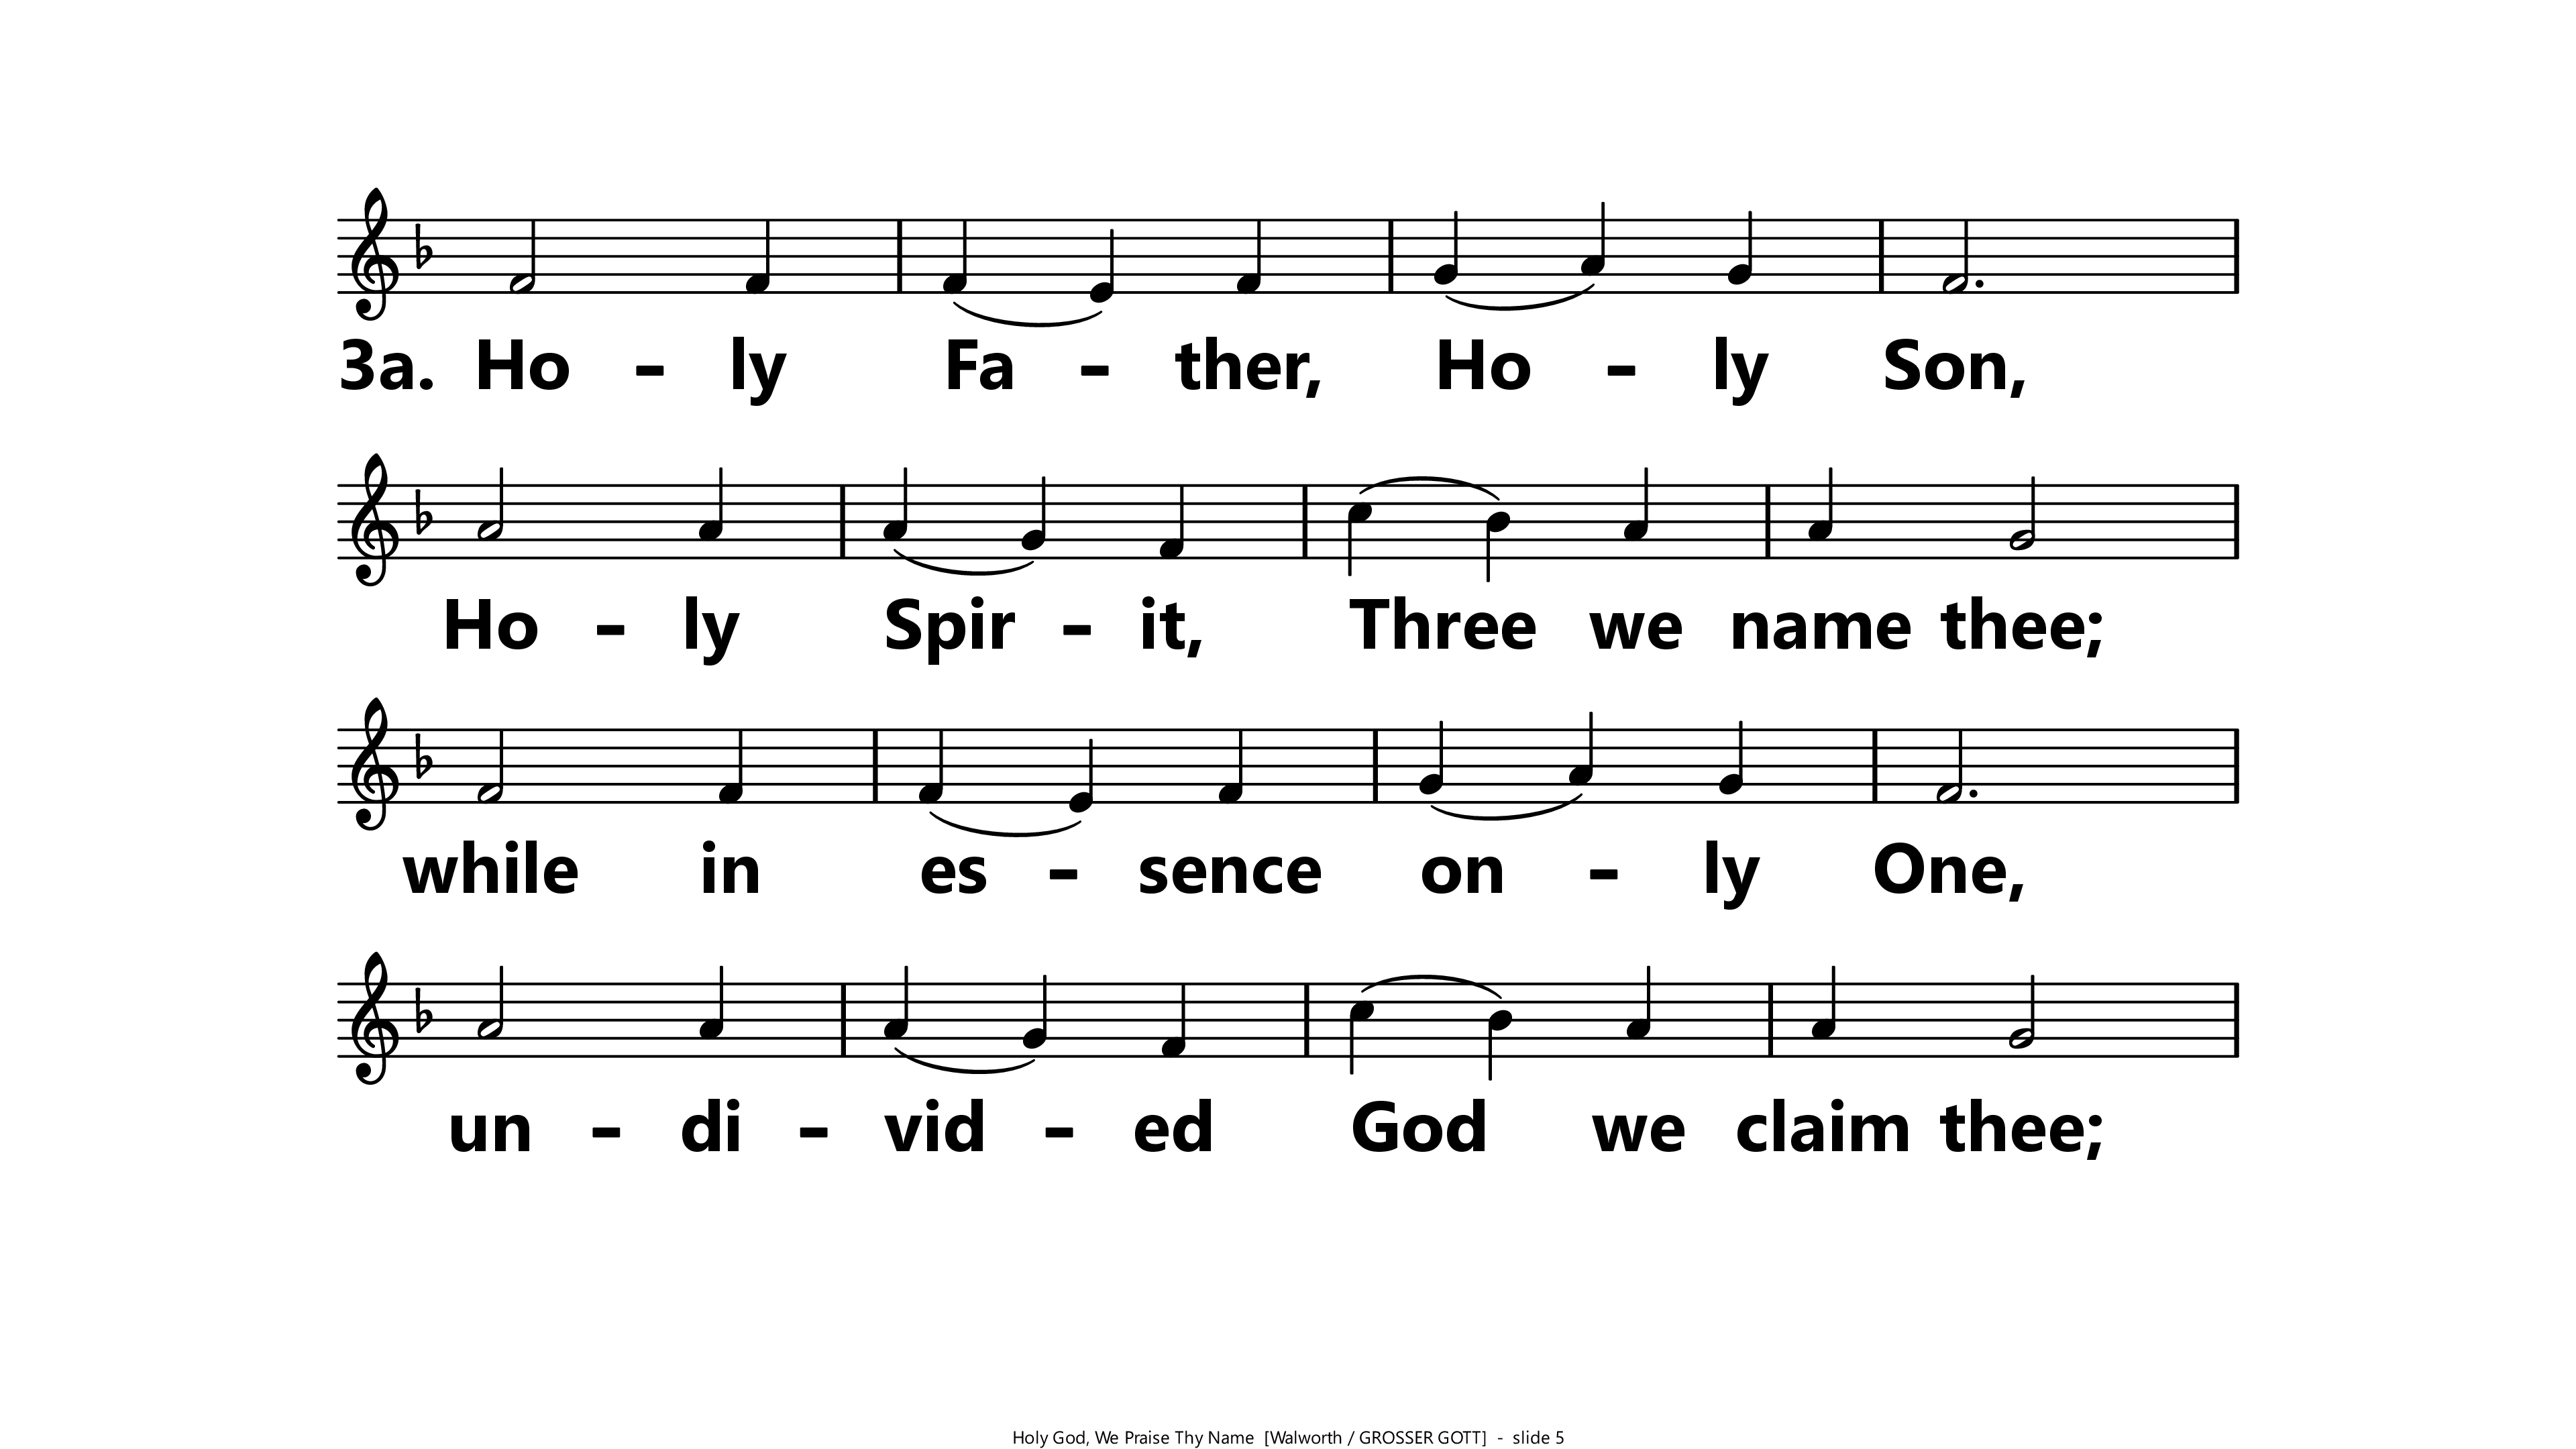 3a. Ho - ly Fa - ther, Ho - ly Son,
Ho - ly Spir - it, Three we name thee;
while in es - sence on - ly One,
un - di - vid - ed God we claim thee;
Holy God, We Praise Thy Name [Walworth / GROSSER GOTT] - slide 5